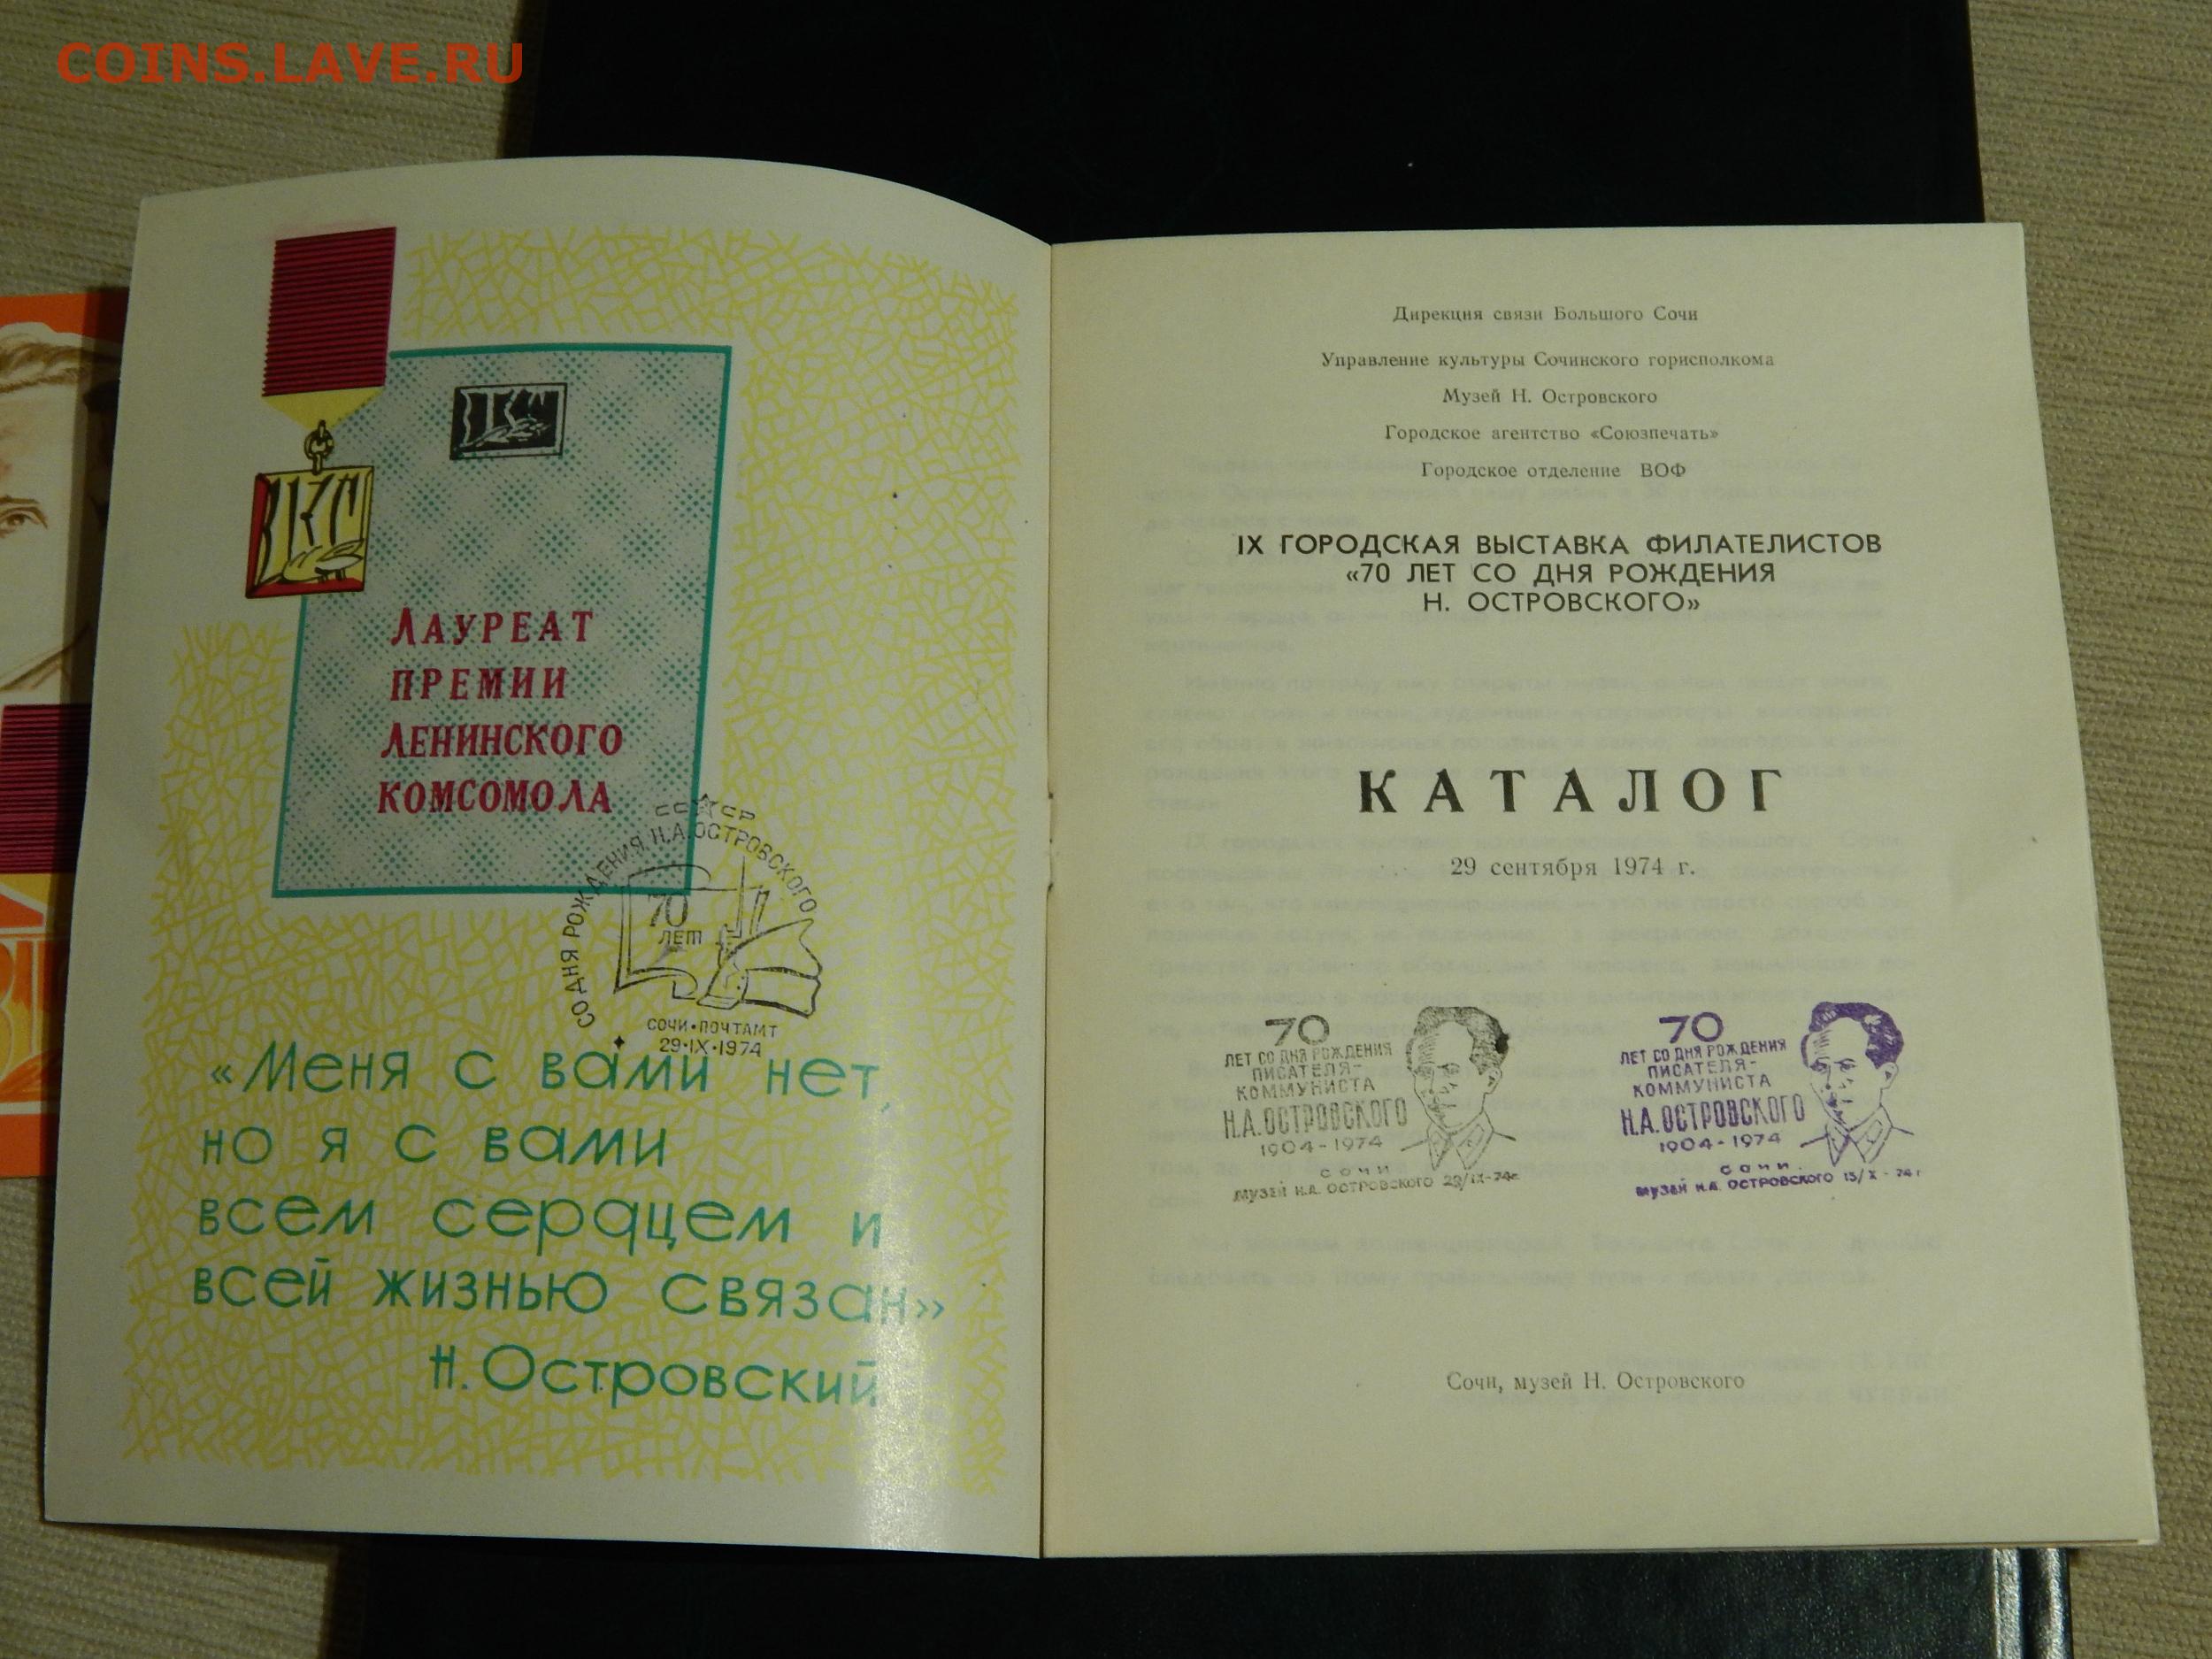 COINS.LAVE.RU
ВЛКСМ
ЛАУРЕАТ
ПРЕМИИ
ЛЕНИНСКОГО
КОМСОМОЛА
СССР
СО ДНЯ РОЖДЕНИЯ Н.А. ОСТРОВСКОГО
70
ЛЕТ
СОЧИ•ПОЧТАМТ
29•IX•1974
«Меня с вами нет,
но я с вами
всем сердцем и
всей жизнью связан»
Н. Островский
Дирекция связи Большого Сочи
Управление культуры Сочинского горисполкома
Музей Н. Островского
Городское агентство «Союзпечать»
Городское отделение ВОФ
IX ГОРОДСКАЯ ВЫСТАВКА ФИЛАТЕЛИСТОВ
«70 ЛЕТ СО ДНЯ РОЖДЕНИЯ
Н. ОСТРОВСКОГО»
КАТАЛОГ
29 сентября 1974 г.
70
ЛЕТ СО ДНЯ РОЖДЕНИЯ
ПИСАТЕЛЯ-
КОММУНИСТА
Н.А. ОСТРОВСКОГО
1904-1974
СОЧИ
МУЗЕЙ Н.А. ОСТРОВСКОГО 29/IX-74г.
70
ЛЕТ СО ДНЯ РОЖДЕНИЯ
ПИСАТЕЛЯ-
КОММУНИСТА
Н.А. ОСТРОВСКОГО
1904-1974
СОЧИ
МУЗЕЙ Н.А. ОСТРОВСКОГО 13/X-74г
Сочи, музей Н. Островского